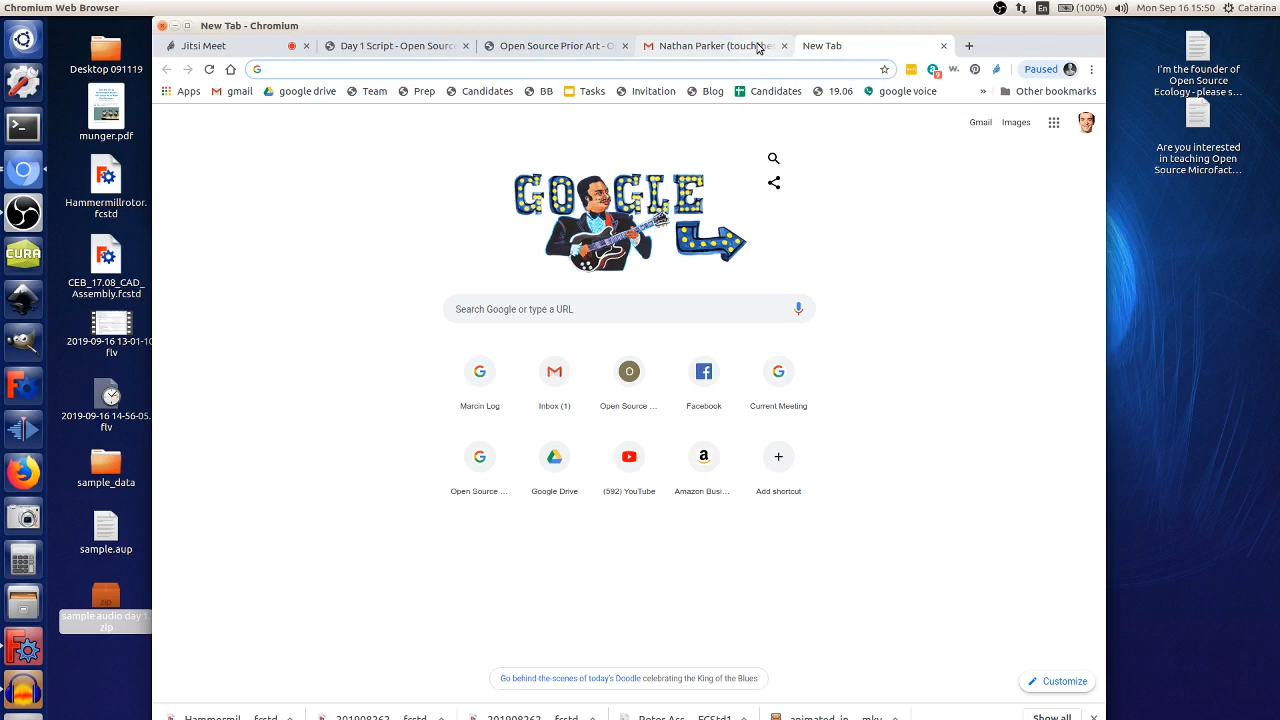 Chromium Web Browser
En
(100%)
Mon Sep 16 15:50
Catarina
New Tab - Chromium
Jitsi Meet
Day 1 Script - Open Source
Open Source Prior Art - O
Nathan Parker (touch
New Tab
Paused
Apps
gmail
google drive
Prep
Candidates
Tasks
Invitation
Blog
Candidac
19.06
google voice
»
Other bookmarks
Gmail
Images
GOOGLE
Search Google or type a URL
Marcin Log
Inbox (1)
Open Source ...
Facebook
Current Meeting
Open Source ...
Google Drive
(592) YouTube
Amazon Busi...
Add shortcut
Go behind-the-scenes of today's Doodle celebrating the King of the Blues
Customize
Show all
CURA
Desktop 091119
munger.pdf
Hammermillrotor.
fcstd
CEB_17.08_CAD_
Assembly.fcstd
2019-09-16 13-01-10
flv
2019-09-16 14-56-05.
flv
sample_data
sample.aup
zip
sample audio day 1.
zip
I'm the founder of
Open Source
Ecology - please s...
Are you interested
in teaching Open
Source Microfact...